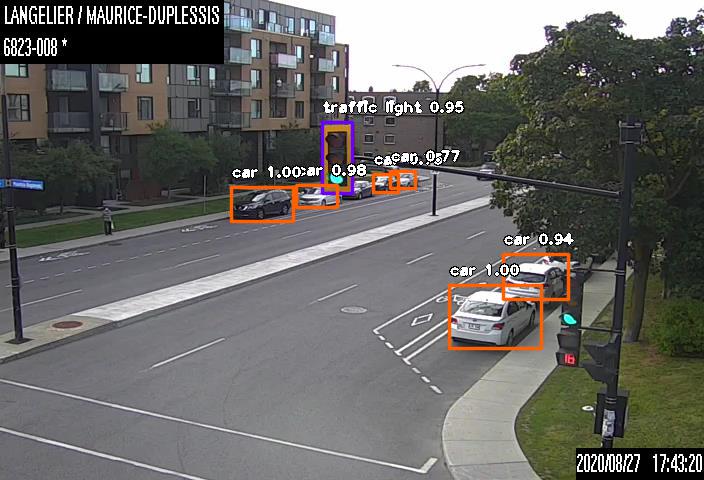 LANGELIER / MAURICE-DUPLESSIS
6823-008 *
traffic light 0.95
car 0.77
car 1.00
car 0.98
car 0.94
car 1.00
16
2020/08/27 17:43:20